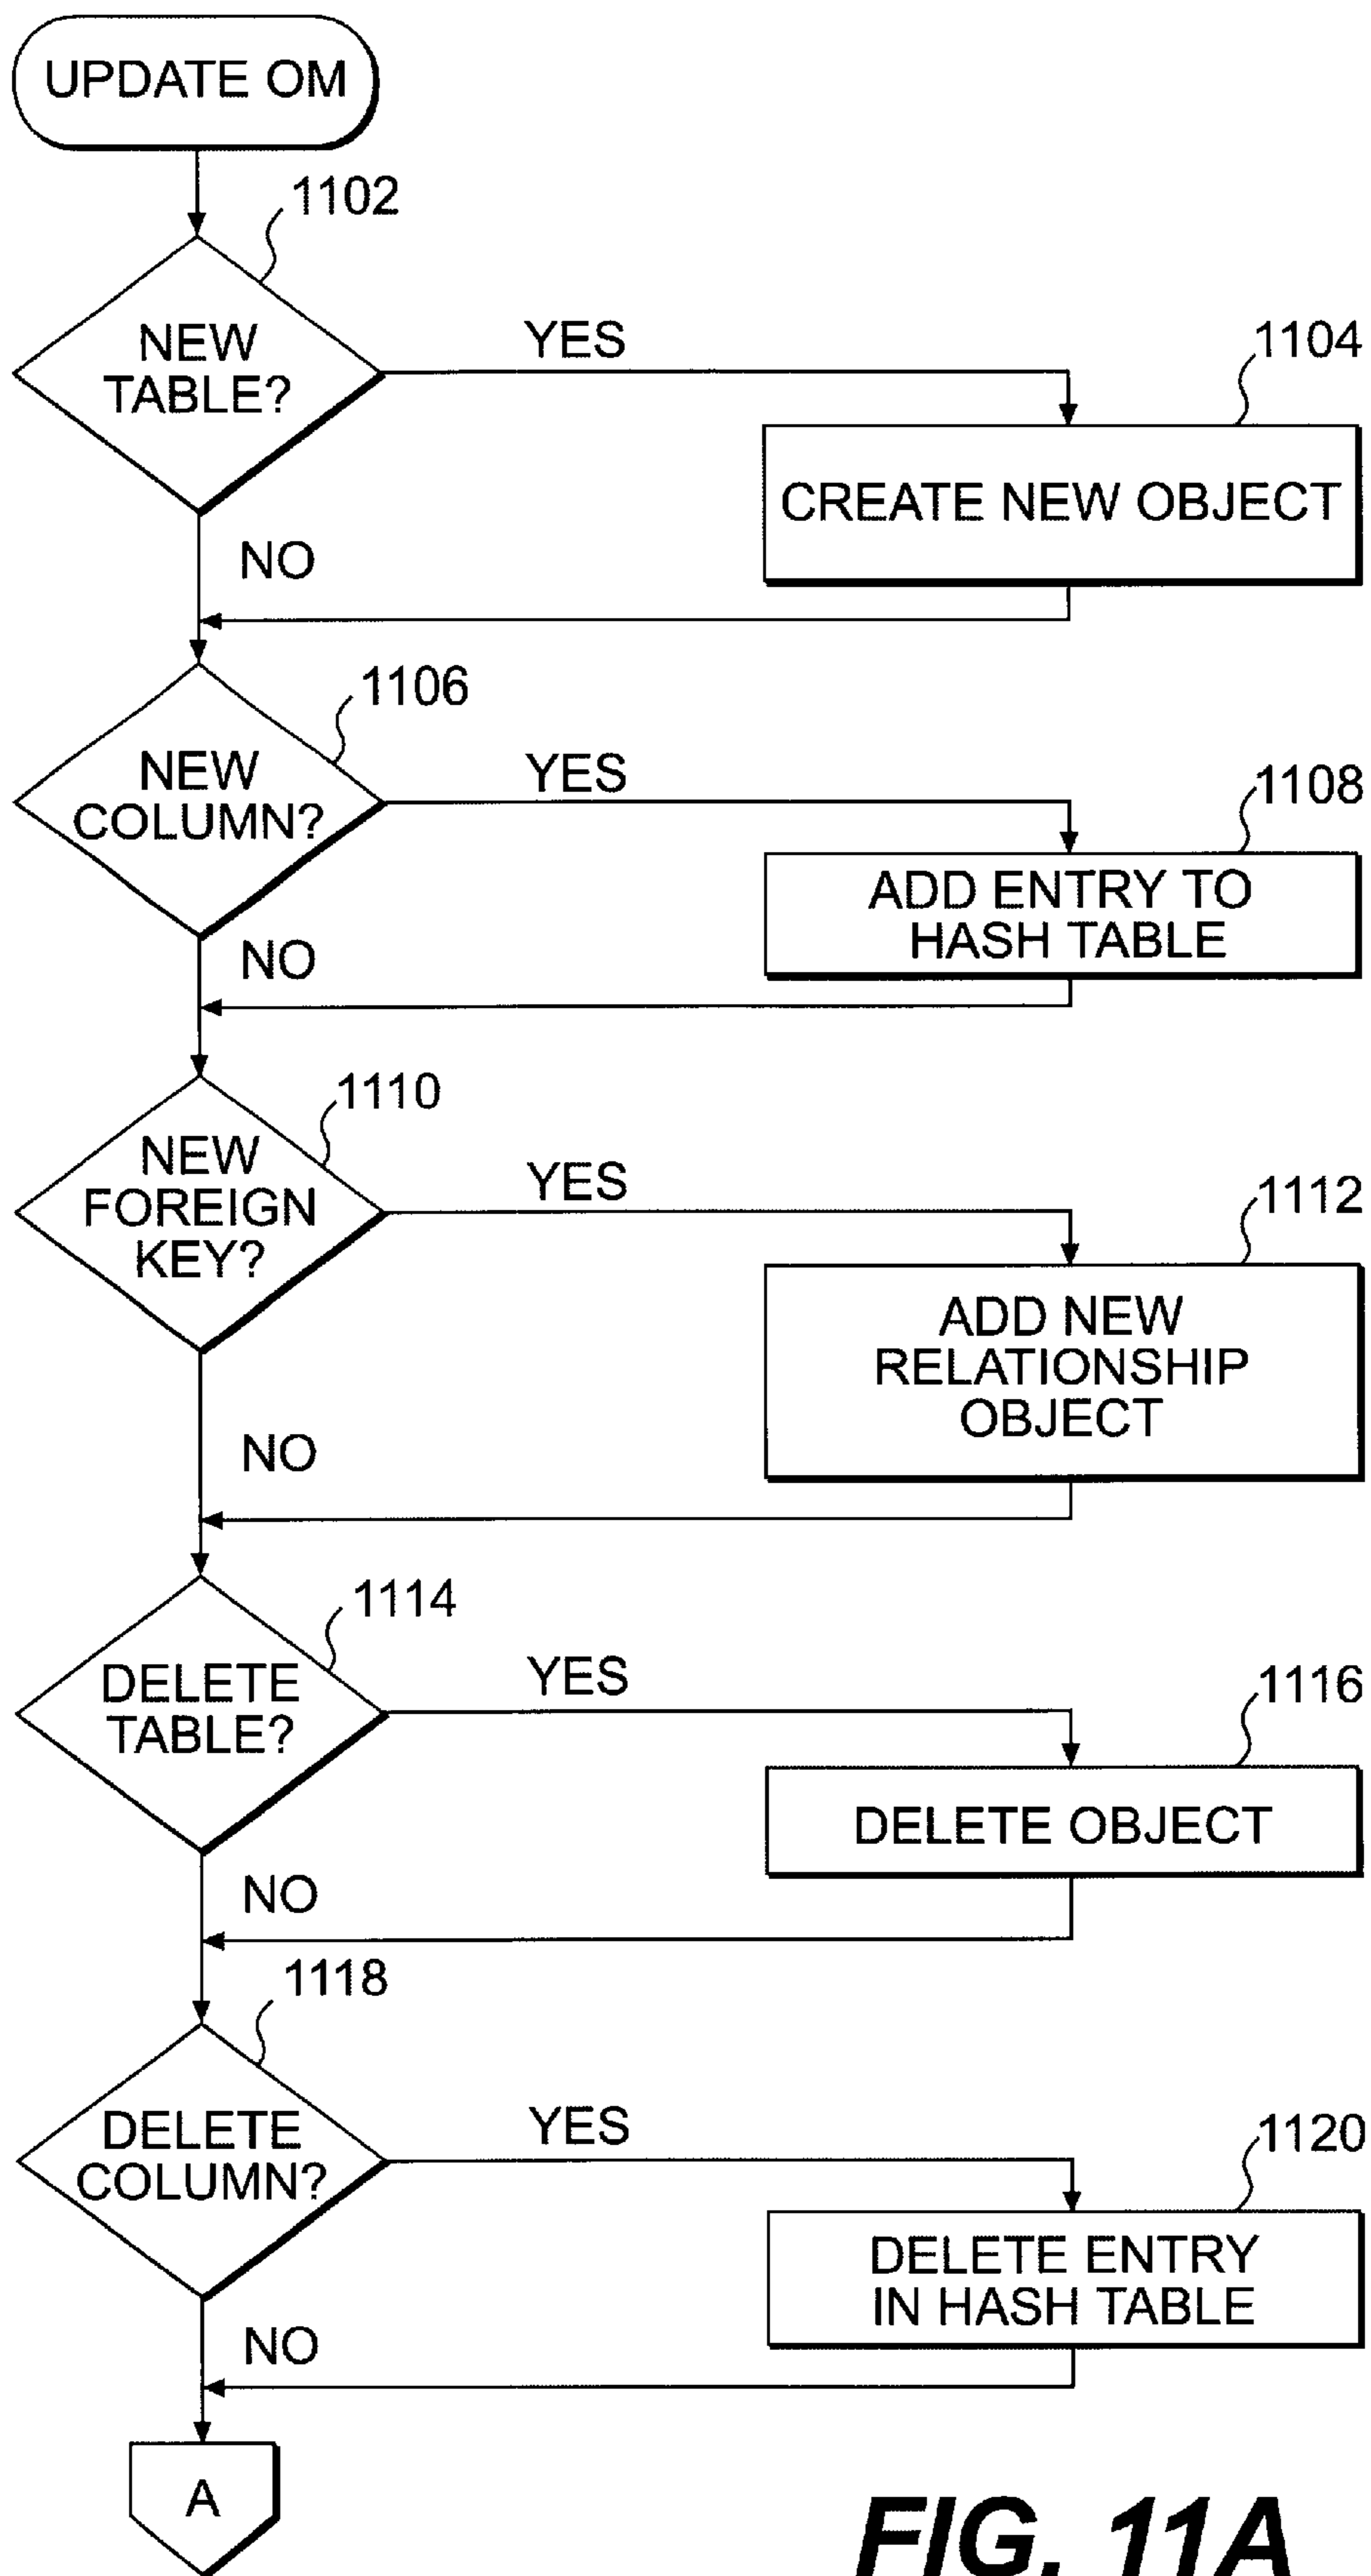 UPDATE OM
1102
NEW
TABLE?
YES
1104
CREATE NEW OBJECT
NO
1106
NEW
COLUMN?
YES
1108
ADD ENTRY TO
HASH TABLE
NO
1110
NEW
FOREIGN
KEY?
YES
1112
ADD NEW
RELATIONSHIP
OBJECT
NO
1114
DELETE
TABLE?
YES
1116
DELETE OBJECT
NO
1118
DELETE
COLUMN?
YES
1120
DELETE ENTRY
IN HASH TABLE
NO
A
FIG. 11A